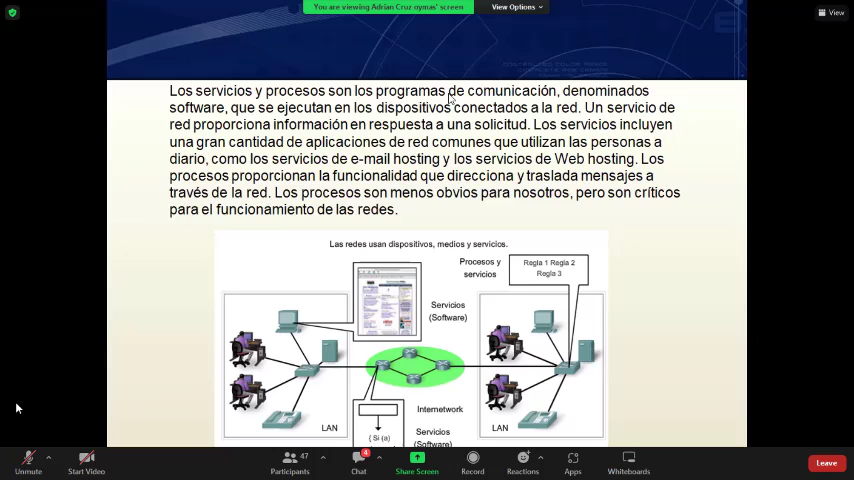 You are viewing Adrian Cruz oymas' screen
View Options
View
Los servicios y procesos son los programas de comunicación, denominados
software, que se ejecutan en los dispositivos conectados a la red. Un servicio de
red proporciona información en respuesta a una solicitud. Los servicios incluyen
una gran cantidad de aplicaciones de red comunes que utilizan las personas a
diario, como los servicios de e-mail hosting y los servicios de Web hosting. Los
procesos proporcionan la funcionalidad que direcciona y traslada mensajes a
través de la red. Los procesos son menos obvios para nosotros, pero son críticos
para el funcionamiento de las redes.
Las redes usan dispositivos, medios y servicios.
Procesos y
servicios
Regla 1 Regla 2
Regla 3
Servicios
(Software)
LAN
Internetwork
Servicios
(Software)
{ Si (a)
LAN
Unmute
Start Video
47
Participants
4
Chat
Share Screen
Record
Reactions
Apps
Whiteboards
Leave